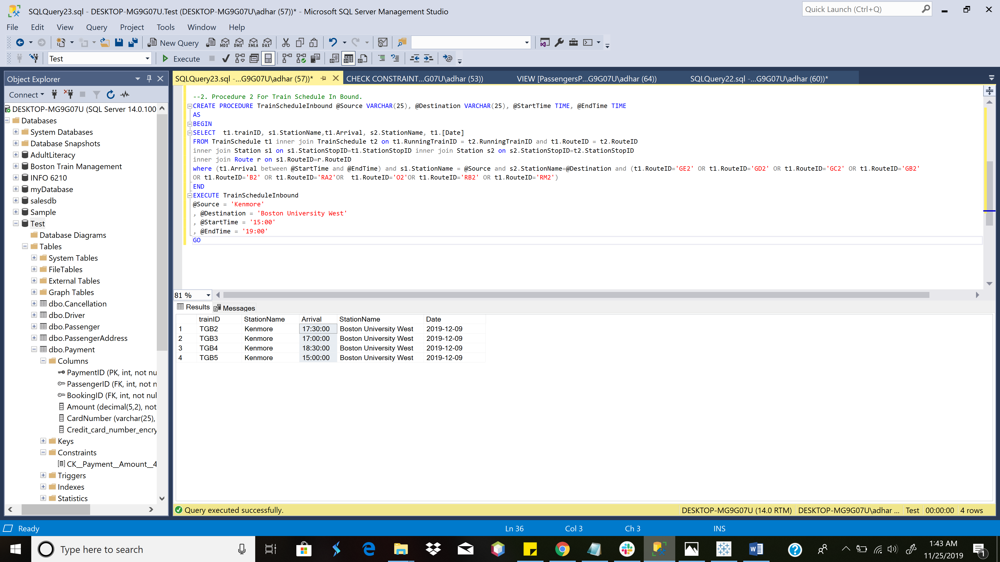 SQLQuery23.sql - DESKTOP-MG9G07U.Test (DESKTOP-MG9G07U\adhar (57))* - Microsoft SQL Server Management Studio
Quick Launch (Ctrl+Q)
File Edit View Query Project Tools Window Help
New Query MDX DMX XMLA DAX
Test Execute
Object Explorer
Connect
DESKTOP-MG9G07U (SQL Server 14.0.100
Databases
System Databases
Database Snapshots
AdultLiteracy
Boston Train Management
INFO 6210
myDatabase
salesdb
Sample
Test
Database Diagrams
Tables
System Tables
FileTables
External Tables
Graph Tables
dbo.Cancellation
dbo.Driver
dbo.Passenger
dbo.PassengerAddress
dbo.Payment
Columns
PaymentID (PK, int, not nu
PassengerID (FK, int, not n
BookingID (FK, int, not nul
Amount (decimal(5,2), not
CardNumber (varchar(25),
Credit_card_number_encry
Keys
Constraints
CK__Payment__Amount__4
Triggers
Indexes
Statistics
SQLQuery23.sql -...G9G07U\adhar (57))* CHECK CONSTRAINT...G07U\adhar (53)) VIEW [PassengersP...G9G07U\adhar (64)) SQLQuery22.sql -...G9G07U\adhar (60))*
--2. Procedure 2 For Train Schedule In Bound.
CREATE PROCEDURE TrainScheduleInbound @Source VARCHAR(25), @Destination VARCHAR(25), @StartTime TIME, @EndTime TIME
AS
BEGIN
SELECT  t1.trainID, s1.StationName,t1.Arrival, s2.StationName, t1.[Date]
FROM TrainSchedule t1 inner join TrainSchedule t2 on t1.RunningTrainID = t2.RunningTrainID and t1.RouteID = t2.RouteID
inner join Station s1 on s1.StationStopID=t1.StationStopID inner join Station s2 on s2.StationStopID=t2.StationStopID
inner join Route r on s1.RouteID=r.RouteID
where (t1.Arrival between @StartTime and @EndTime) and s1.StationName = @Source and s2.StationName=@Destination and (t1.RouteID='GE2' OR t1.RouteID='GD2' OR t1.RouteID='GC2' OR t1.RouteID='GB2'
OR t1.RouteID='B2' OR t1.RouteID='RA2'OR  t1.RouteID='O2'OR t1.RouteID='RB2' OR t1.RouteID='RM2')
END
EXECUTE TrainScheduleInbound
@Source = 'Kenmore'
, @Destination = 'Boston University West'
, @StartTime = '15:00'
, @EndTime = '19:00'
GO
81 %
Results Messages
trainID StationName Arrival StationName Date
1 TGB2 Kenmore 17:30:00 Boston University West 2019-12-09
2 TGB3 Kenmore 17:00:00 Boston University West 2019-12-09
3 TGB4 Kenmore 18:30:00 Boston University West 2019-12-09
4 TGB5 Kenmore 15:00:00 Boston University West 2019-12-09
Query executed successfully. DESKTOP-MG9G07U (14.0 RTM) DESKTOP-MG9G07U\adhar ... Test 00:00:00 4 rows
Ready Ln 36 Col 3 Ch 3 INS
Type here to search
1:43 AM
11/25/2019
1